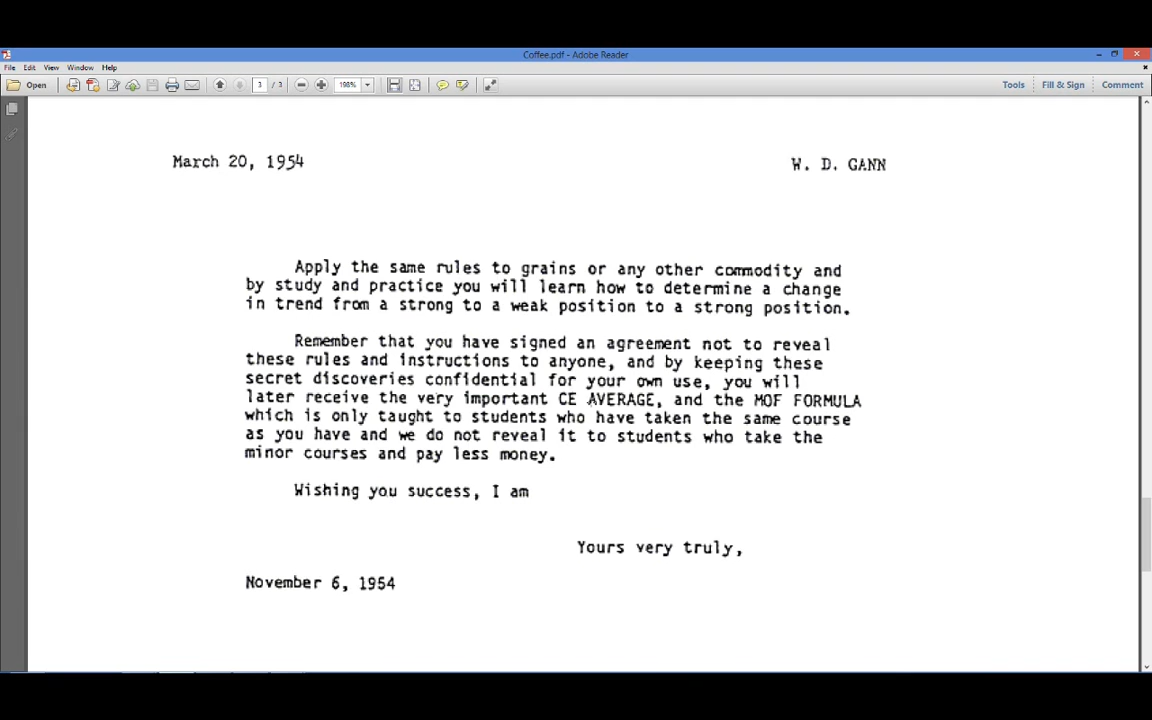 Coffee.pdf - Adobe Reader
File Edit View Window Help
Open 3 / 3 198% Tools Fill & Sign Comment
March 20, 1954 W. D. GANN
Apply the same rules to grains or any other commodity and
by study and practice you will learn how to determine a change
in trend from a strong to a weak position to a strong position.
Remember that you have signed an agreement not to reveal
these rules and instructions to anyone, and by keeping these
secret discoveries confidential for your own use, you will
later receive the very important CE AVERAGE, and the MOF FORMULA
which is only taught to students who have taken the same course
as you have and we do not reveal it to students who take the
minor courses and pay less money.
Wishing you success, I am
Yours very truly,
November 6, 1954